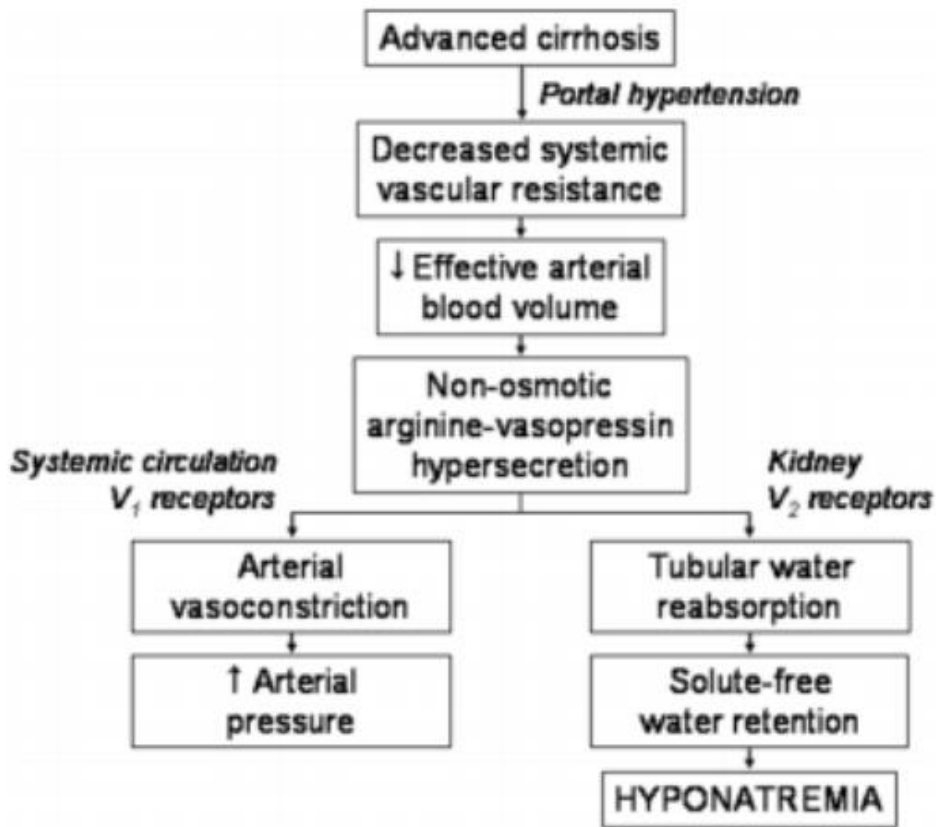 Advanced cirrhosis
Portal hypertension
Decreased systemic
vascular resistance
↓ Effective arterial
blood volume
Non-osmotic
arginine-vasopressin
hypersecretion
Systemic circulation
V₁ receptors
Kidney
V₂ receptors
Arterial
vasoconstriction
Tubular water
reabsorption
↑ Arterial
pressure
Solute-free
water retention
HYPONATREMIA